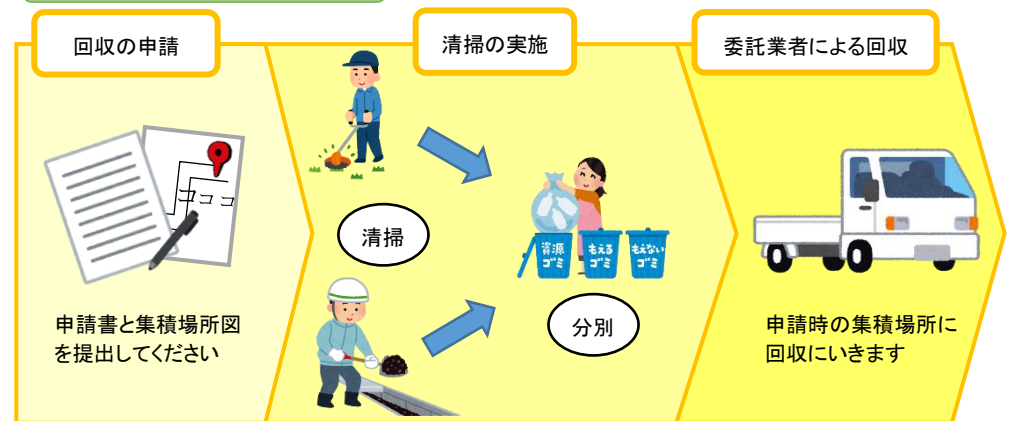 回収の申請
清掃の実施
委託業者による回収
ココ
清掃
資源
ゴミ
もえる
ゴミ
もえない
ゴミ
分別
申請書と集積場所図
を提出してください
申請時の集積場所に
回収にいきます